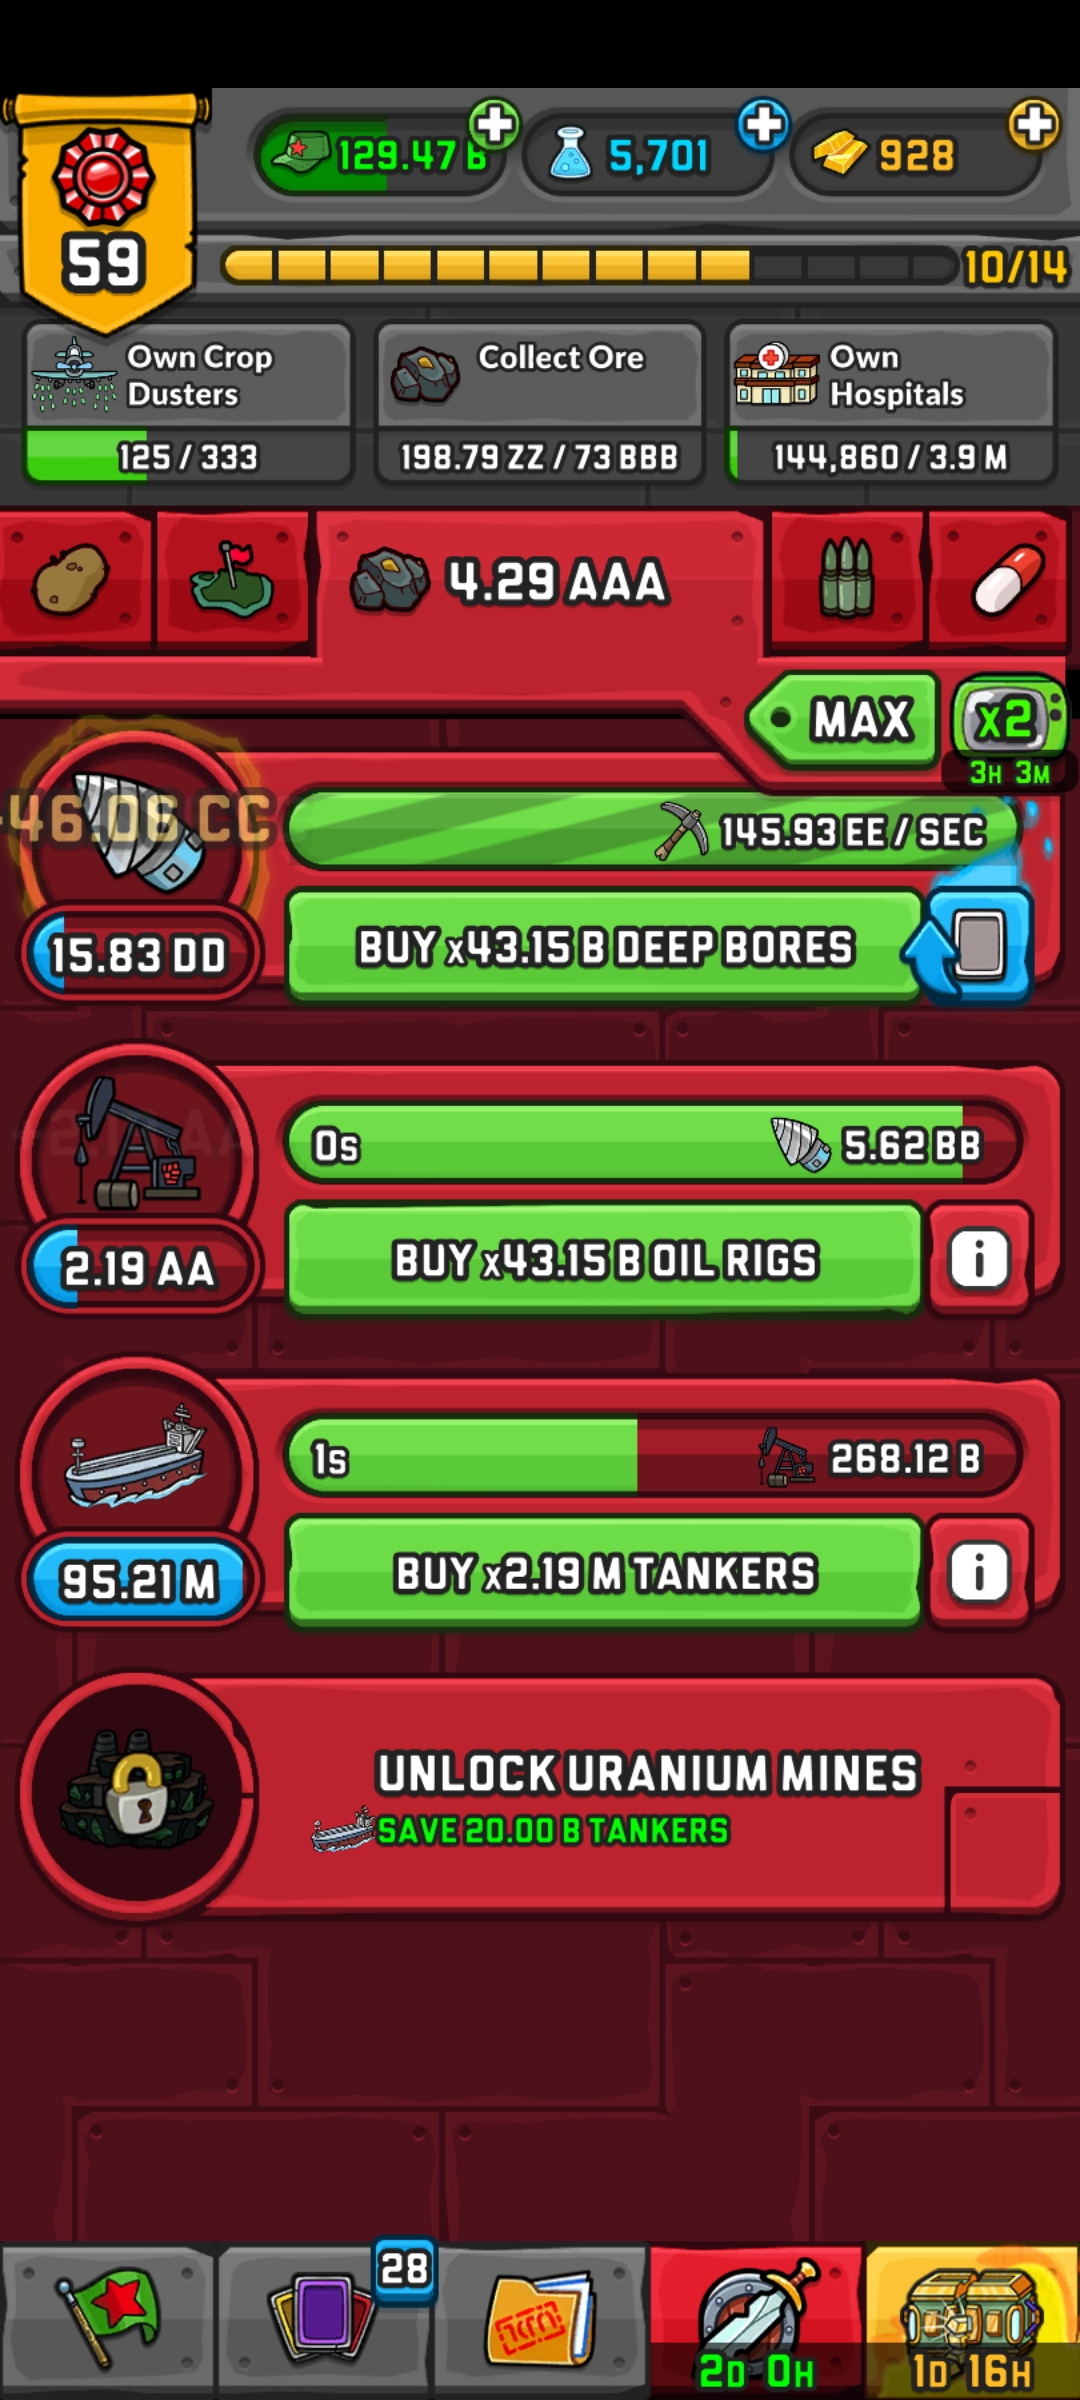 129.47 B
5,701
928
59
10/14
Own Crop
Dusters
125 / 333
Collect Ore
198.79 ZZ / 73 BBB
Own
Hospitals
144,860 / 3.9 M
4.29 AAA
MAX
x2
3H 3M
46.06 CC
145.93 EE / SEC
15.83 DD
BUY x43.15 B DEEP BORES
0s
5.62 BB
2.19 AA
BUY x43.15 B OIL RIGS
i
1s
268.12 B
95.21 M
BUY x2.19 M TANKERS
i
UNLOCK URANIUM MINES
SAVE 20.00 B TANKERS
28
2D 0H
1D 16H